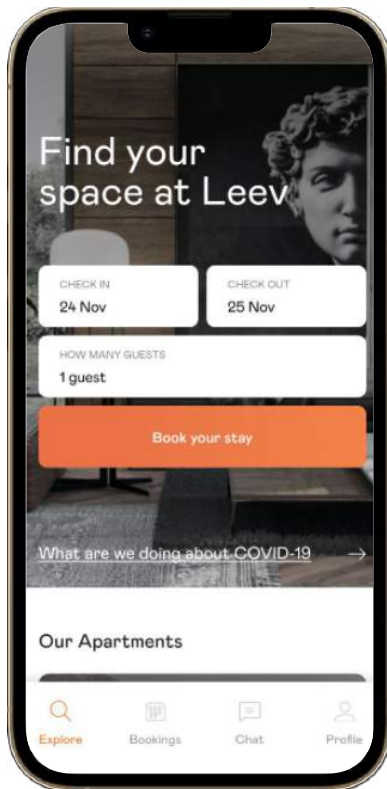 Find your
space at Leev
CHECK IN
CHECK OUT
24 Nov
25 Nov
HOW MANY GUESTS
1 guest
Book your stay
What are we doing about COVID-19
Our Apartments
Explore
Bookings
Chat
Profile